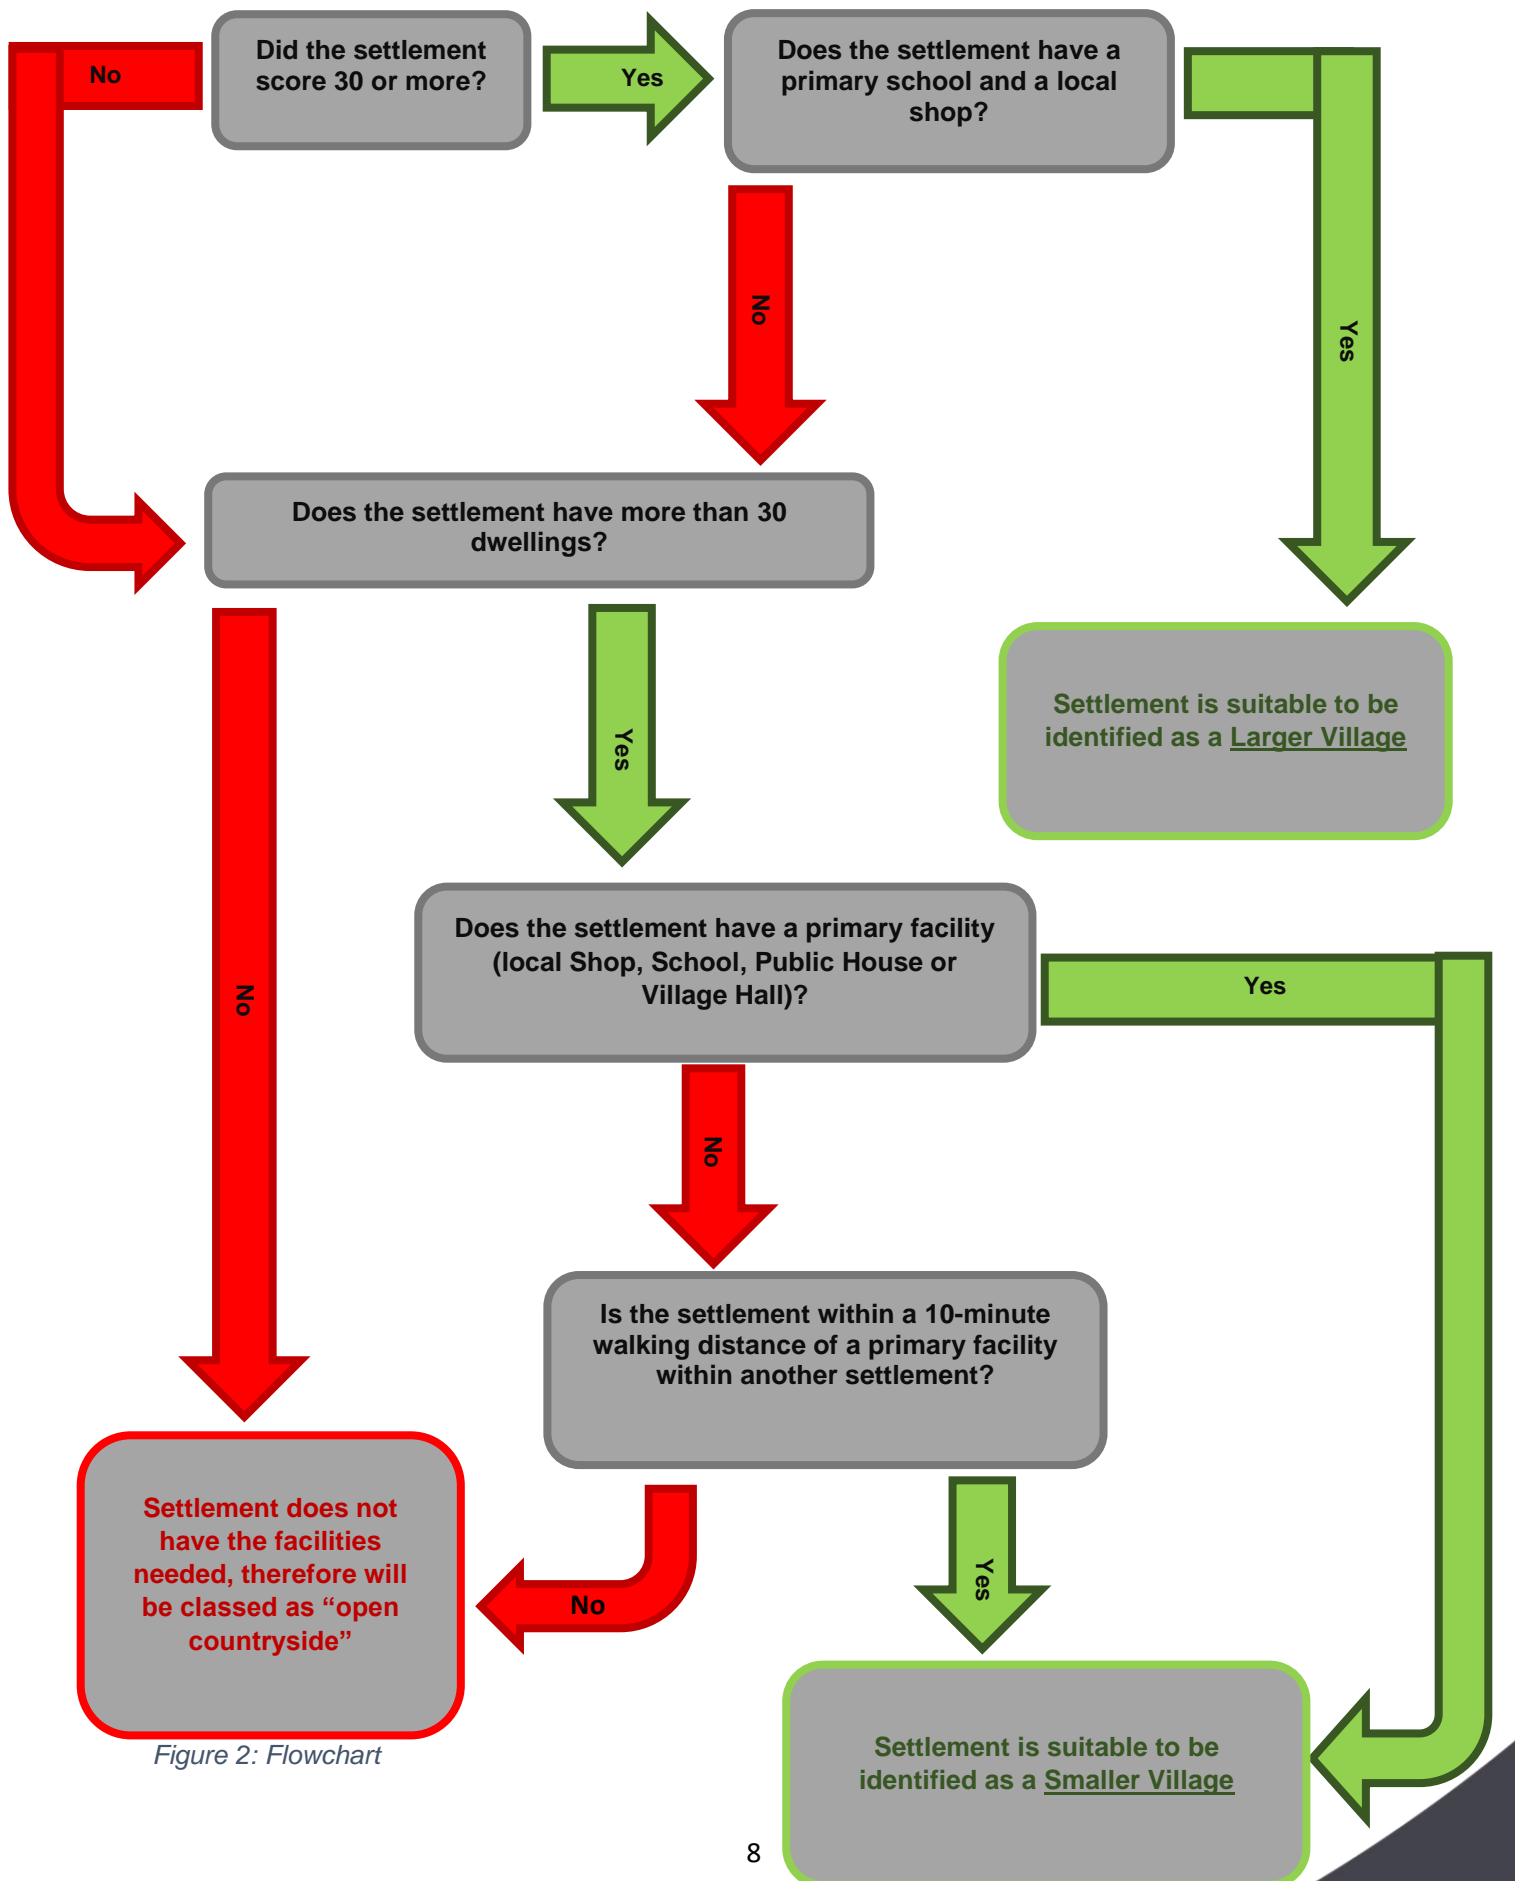 No
Did the settlement
score 30 or more?
Yes
Does the settlement have a
primary school and a local
shop?
No
Yes
Does the settlement have more than 30
dwellings?
Yes
No
Settlement is suitable to be
identified as a Larger Village
Does the settlement have a primary facility
(local Shop, School, Public House or
Village Hall)?
Yes
No
Is the settlement within a 10-minute
walking distance of a primary facility
within another settlement?
No
Yes
Settlement does not
have the facilities
needed, therefore will
be classed as “open
countryside”
Figure 2: Flowchart
Settlement is suitable to be
identified as a Smaller Village
8